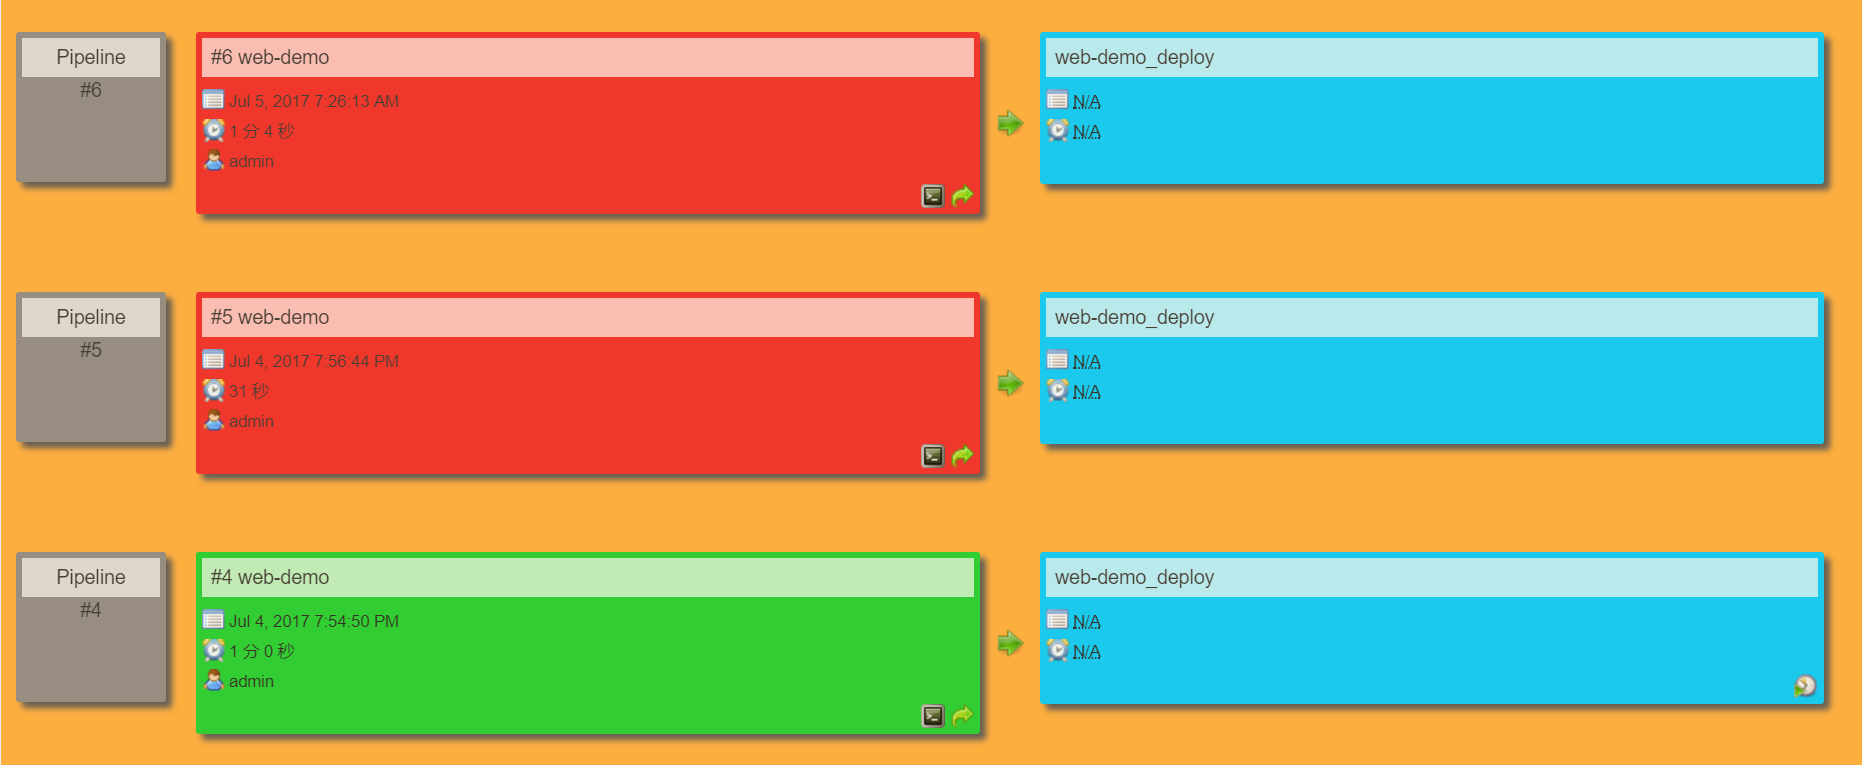 Pipeline
#6
#6 web-demo
Jul 5, 2017 7:26:13 AM
1 分 4 秒
admin
web-demo_deploy
N/A
N/A
Pipeline
#5
#5 web-demo
Jul 4, 2017 7:56:44 PM
31 秒
admin
web-demo_deploy
N/A
N/A
Pipeline
#4
#4 web-demo
Jul 4, 2017 7:54:50 PM
1 分 0 秒
admin
web-demo_deploy
N/A
N/A